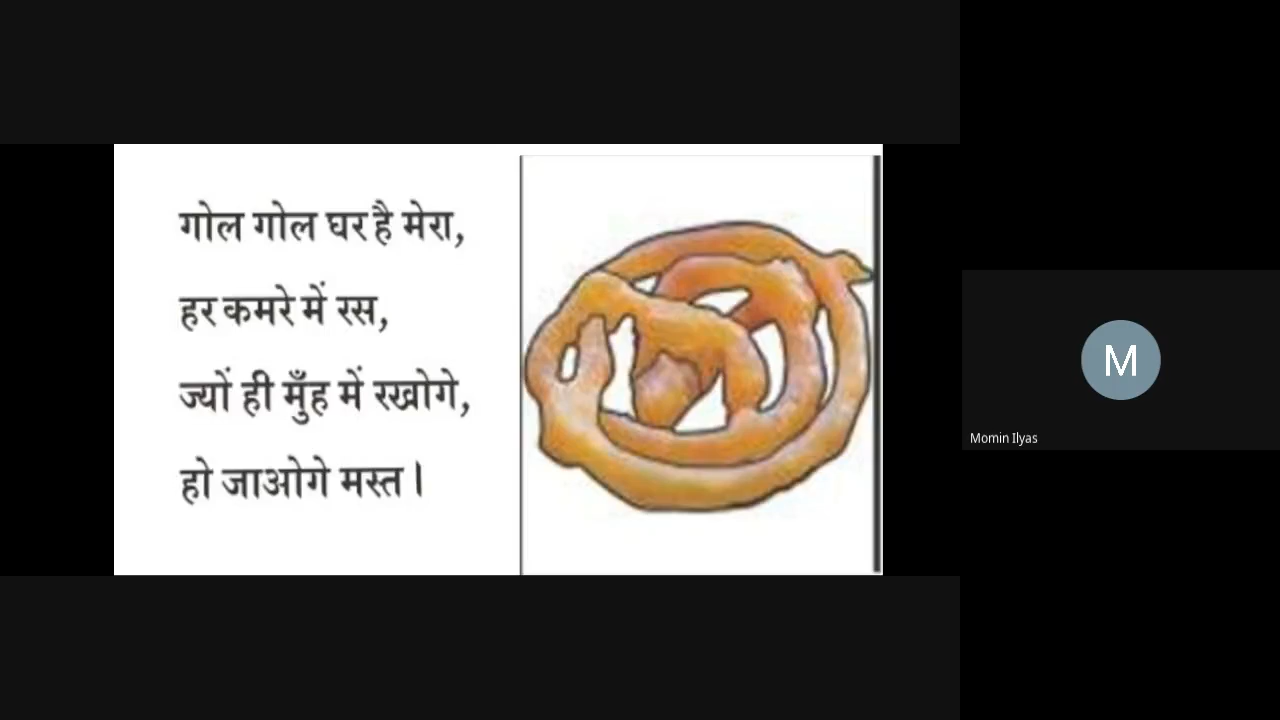 गोल गोल घर है मेरा,
हर कमरे में रस,
ज्यों ही मुँह में रखोगे,
हो जाओगे मस्त।
M
Momin Ilyas